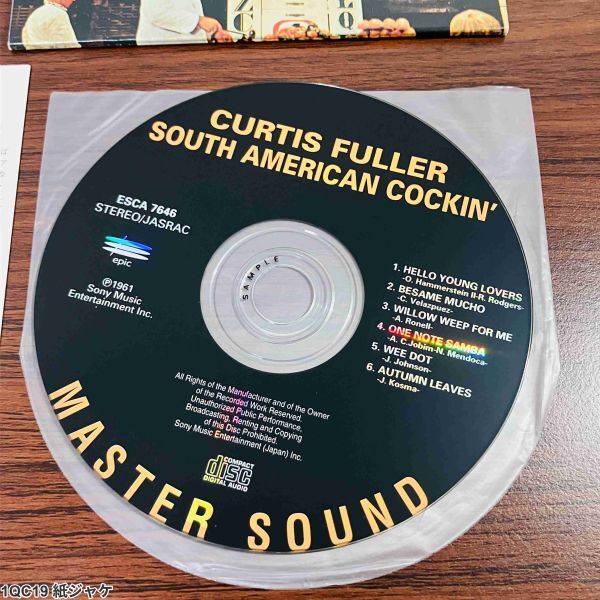 CURTIS FULLER
SOUTH AMERICAN COCKIN'
ESCA 7646
STEREO/JASRAC
epic
℗1961
Sony Music
Entertainment Inc.
SAMPLE
1. HELLO YOUNG LOVERS
-O. Hammerstein II-R. Rodgers-
2. BESAME MUCHO
-C. Velazquez-
3. WILLOW WEEP FOR ME
-A. Ronell-
4. ONE NOTE SAMBA
-A. C.Jobim-N. Mendoca-
5. WEE DOT
-J. Johnson-
6. AUTUMN LEAVES
-J. Kosma-
All Rights of the Manufacturer and of the Owner
of the Recorded Work Reserved.
Unauthorized Public Performance,
Broadcasting, Renting and Copying
of this Disc Prohibited.
Sony Music Entertainment (Japan) Inc.
COMPACT
disc
DIGITAL AUDIO
MASTER SOUND
1QC19 紙ジャケ